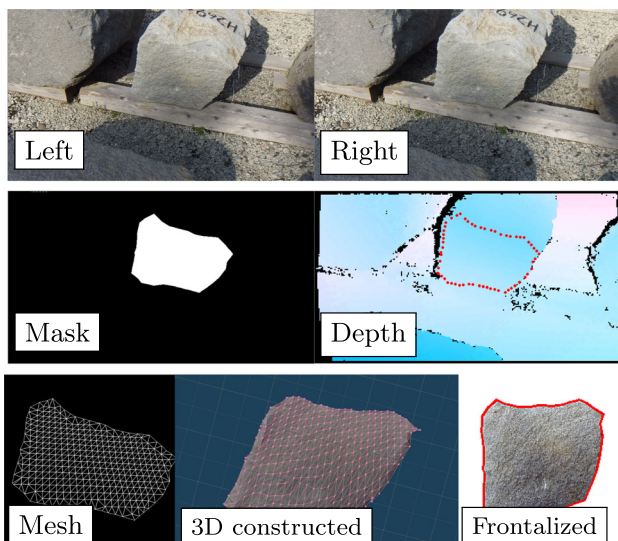 Left
Right
Mask
Depth
Mesh
3D constructed
Frontalized